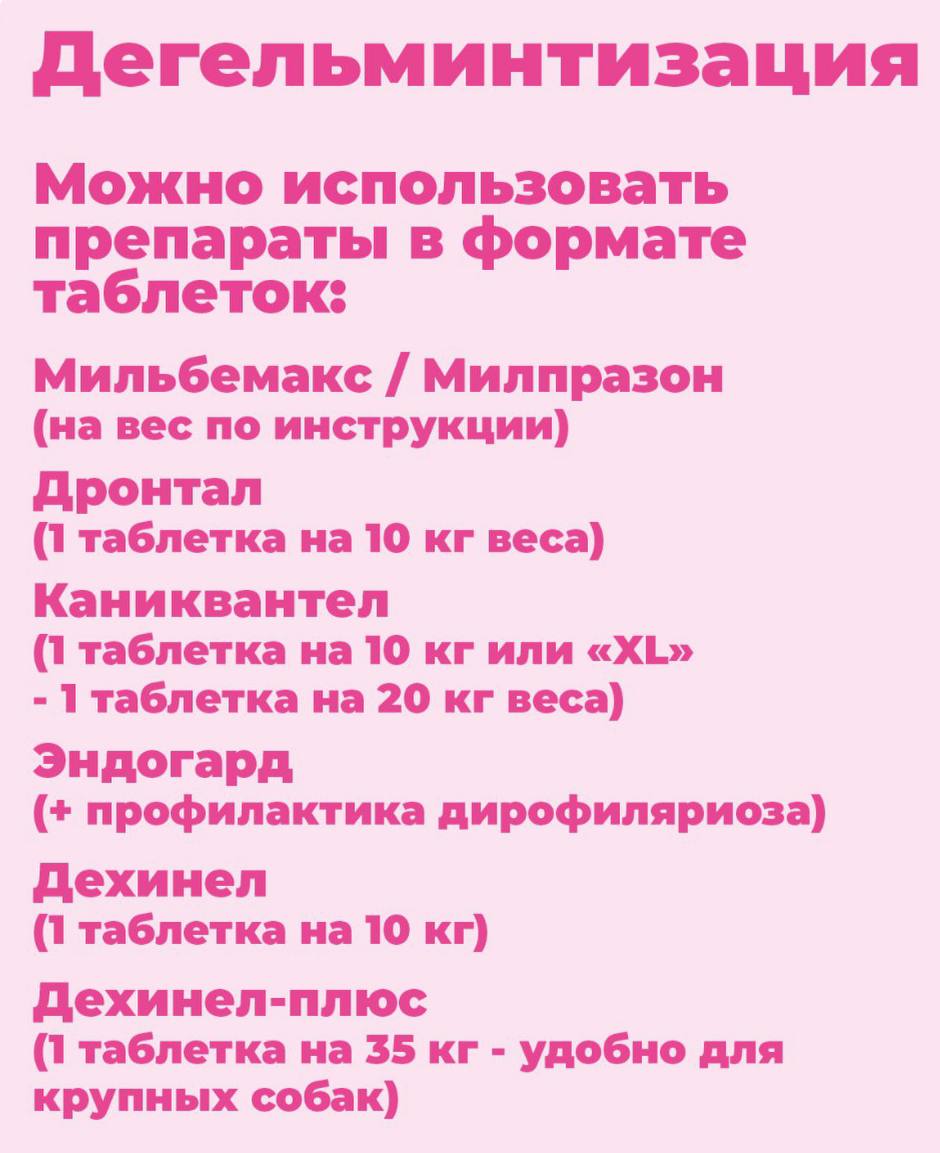 Дегельминтизация
Можно использовать
препараты в формате
таблеток:
Мильбемакс / Милпразон
(на вес по инструкции)
Дронтал
(1 таблетка на 10 кг веса)
Каниквантел
(1 таблетка на 10 кг или «XL»
- 1 таблетка на 20 кг веса)
Эндогард
(+ профилактика дирофиляриоза)
Дехинел
(1 таблетка на 10 кг)
Дехинел-плюс
(1 таблетка на 35 кг - удобно для
крупных собак)